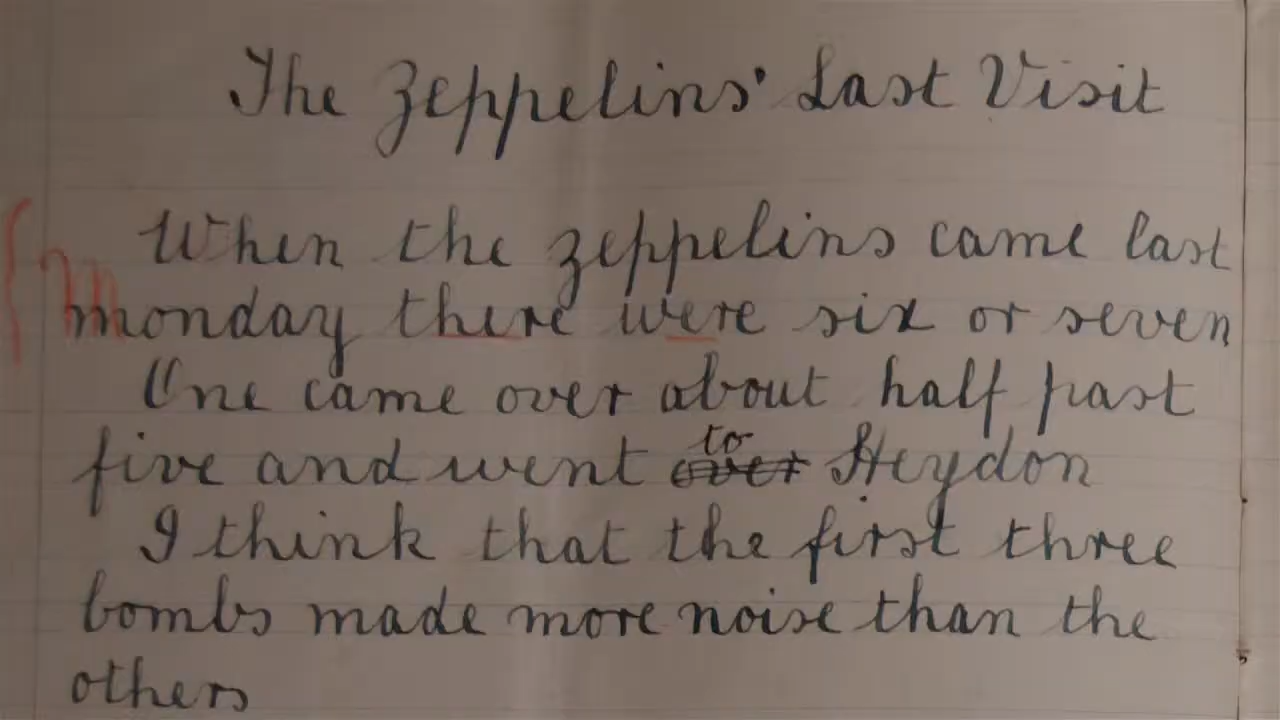 The Zeppelins' Last Visit
When the zeppelins came last
monday there were six or seven
One came over about half past
five and went ~~over~~ to Heydon
I think that the first three
bombs made more noise than the
others